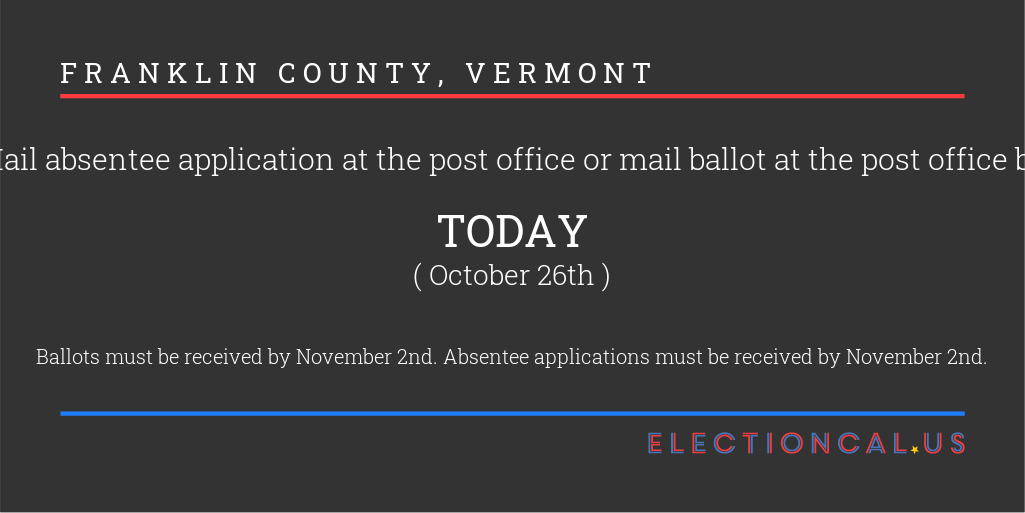 FRANKLIN COUNTY, VERMONT
absentee application at the post office or mail ballot at the post office
TODAY
( October 26th )
Ballots must be received by November 2nd. Absentee applications must be received by November 2nd.
ELECTIONCAL.US